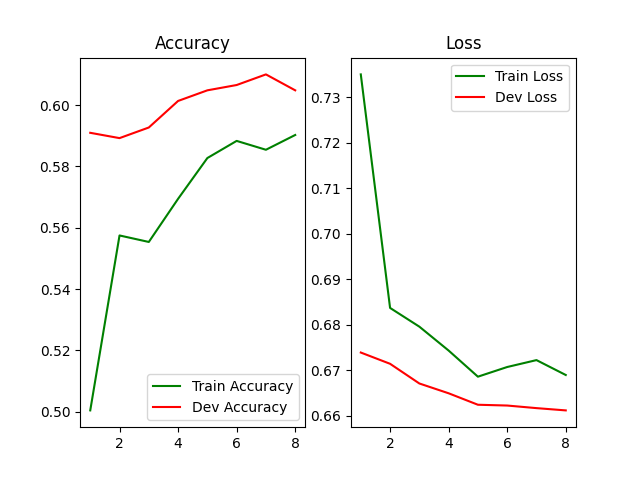 Accuracy
0.60
0.58
0.56
0.54
0.52
0.50
2 4 6 8
Train Accuracy
Dev Accuracy
Loss
0.73
0.72
0.71
0.70
0.69
0.68
0.67
0.66
2 4 6 8
Train Loss
Dev Loss